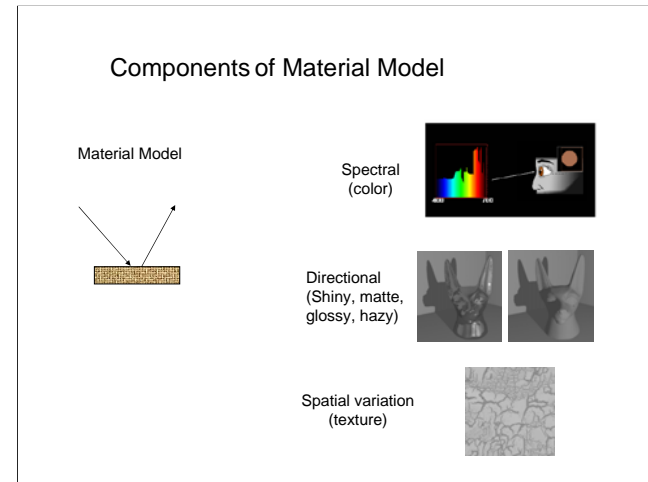 Components of Material Model
Material Model
Spectral
(color)
Directional
(Shiny, matte,
glossy, hazy)
Spatial variation
(texture)